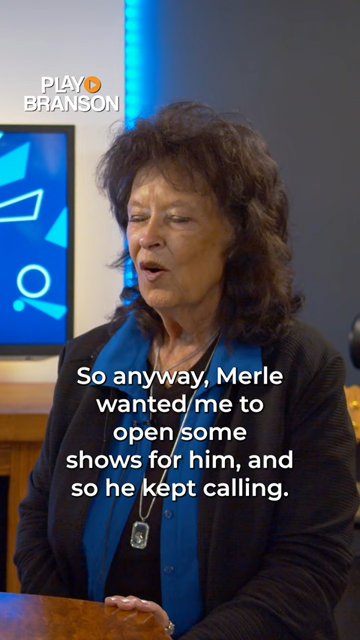 PLAY
BRANSON
So anyway, Merle
wanted me to
open some
shows for him, and
so he kept calling.